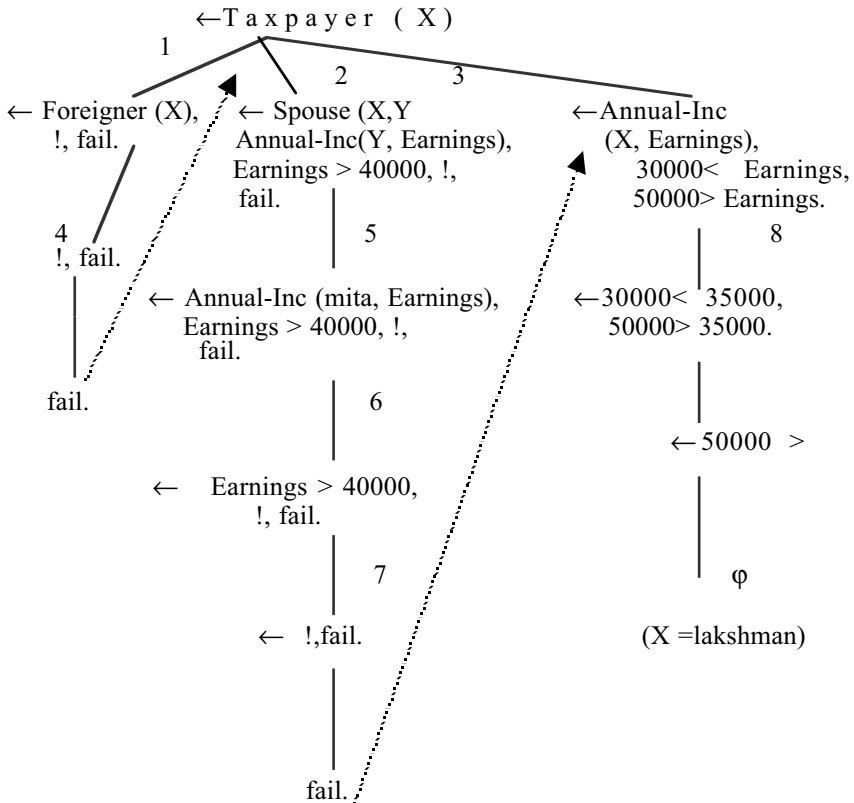 ←Taxpayer ( X)
1
2
3
← Foreigner (X),
!, fail.
← Spouse (X,Y
Annual-Inc(Y, Earnings),
Earnings > 40000, !,
fail.
←Annual-Inc
(X, Earnings),
30000< Earnings,
50000> Earnings.
4
!, fail.
5
8
← Annual-Inc (mita, Earnings),
Earnings > 40000, !,
fail.
←30000< 35000,
50000> 35000.
fail.
6
←50000 >
← Earnings > 40000,
!, fail.
7
φ
← !,fail.
(X =lakshman)
fail.